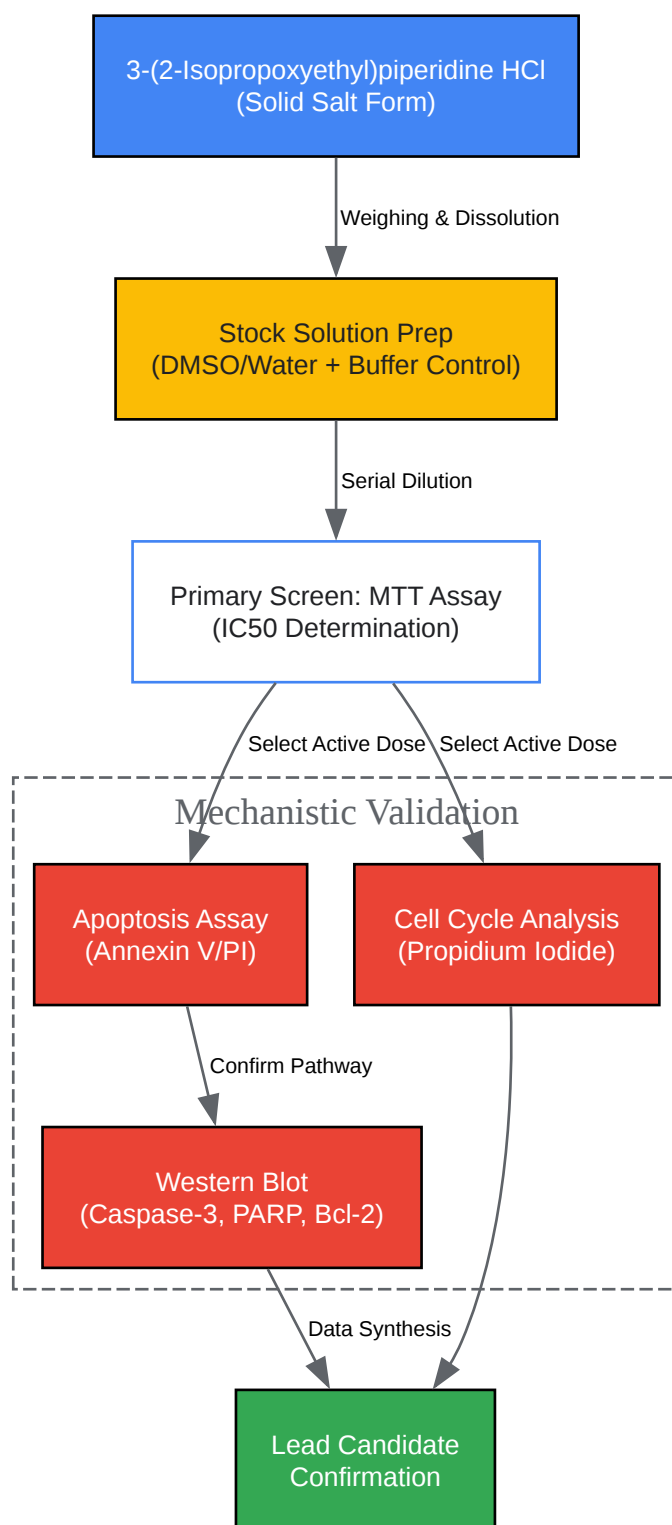 3-(2-Isopropoxyethyl)piperidine HCl
(Solid Salt Form)
Weighing & Dissolution
Stock Solution Prep
(DMSO/Water + Buffer Control)
Serial Dilution
Primary Screen: MTT Assay
(IC50 Determination)
Select Active Dose
Select Active Dose
Mechanistic Validation
Apoptosis Assay
(Annexin V/PI)
Cell Cycle Analysis
(Propidium Iodide)
Confirm Pathway
Western Blot
(Caspase-3, PARP, Bcl-2)
Data Synthesis
Lead Candidate
Confirmation